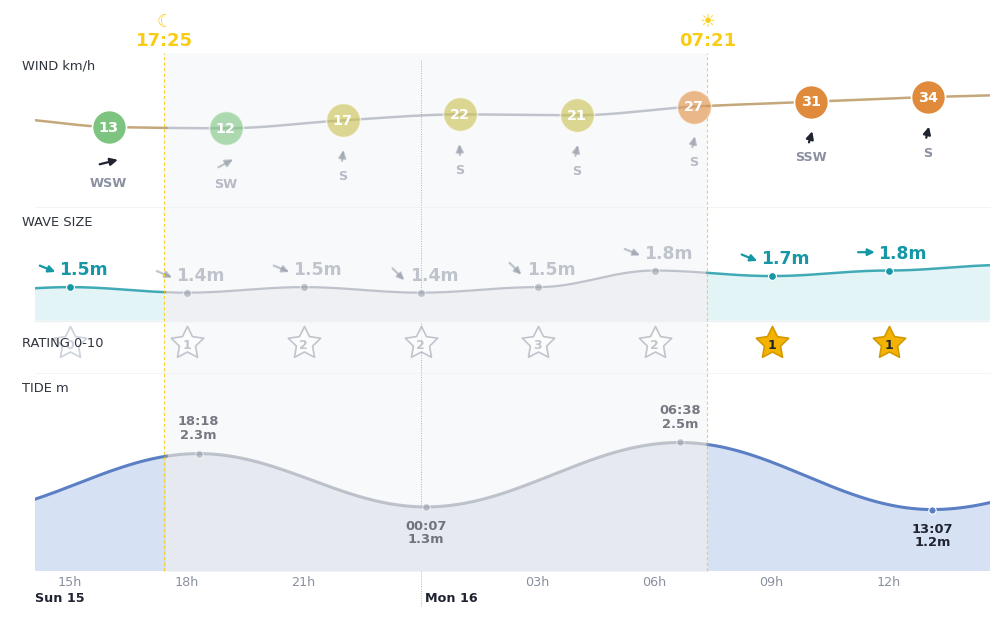 17:25 07:21
WIND km/h
13 12 17 22 21 27 31 34
WSW SW S S S S SSW S
WAVE SIZE
1.5m 1.4m 1.5m 1.4m 1.5m 1.8m 1.7m 1.8m
RATING 0-10
1 2 2 3 2 1 1
TIDE m
18:18 06:38
2.3m 2.5m
00:07 13:07
1.3m 1.2m
15h 18h 21h 03h 06h 09h 12h
Sun 15 Mon 16